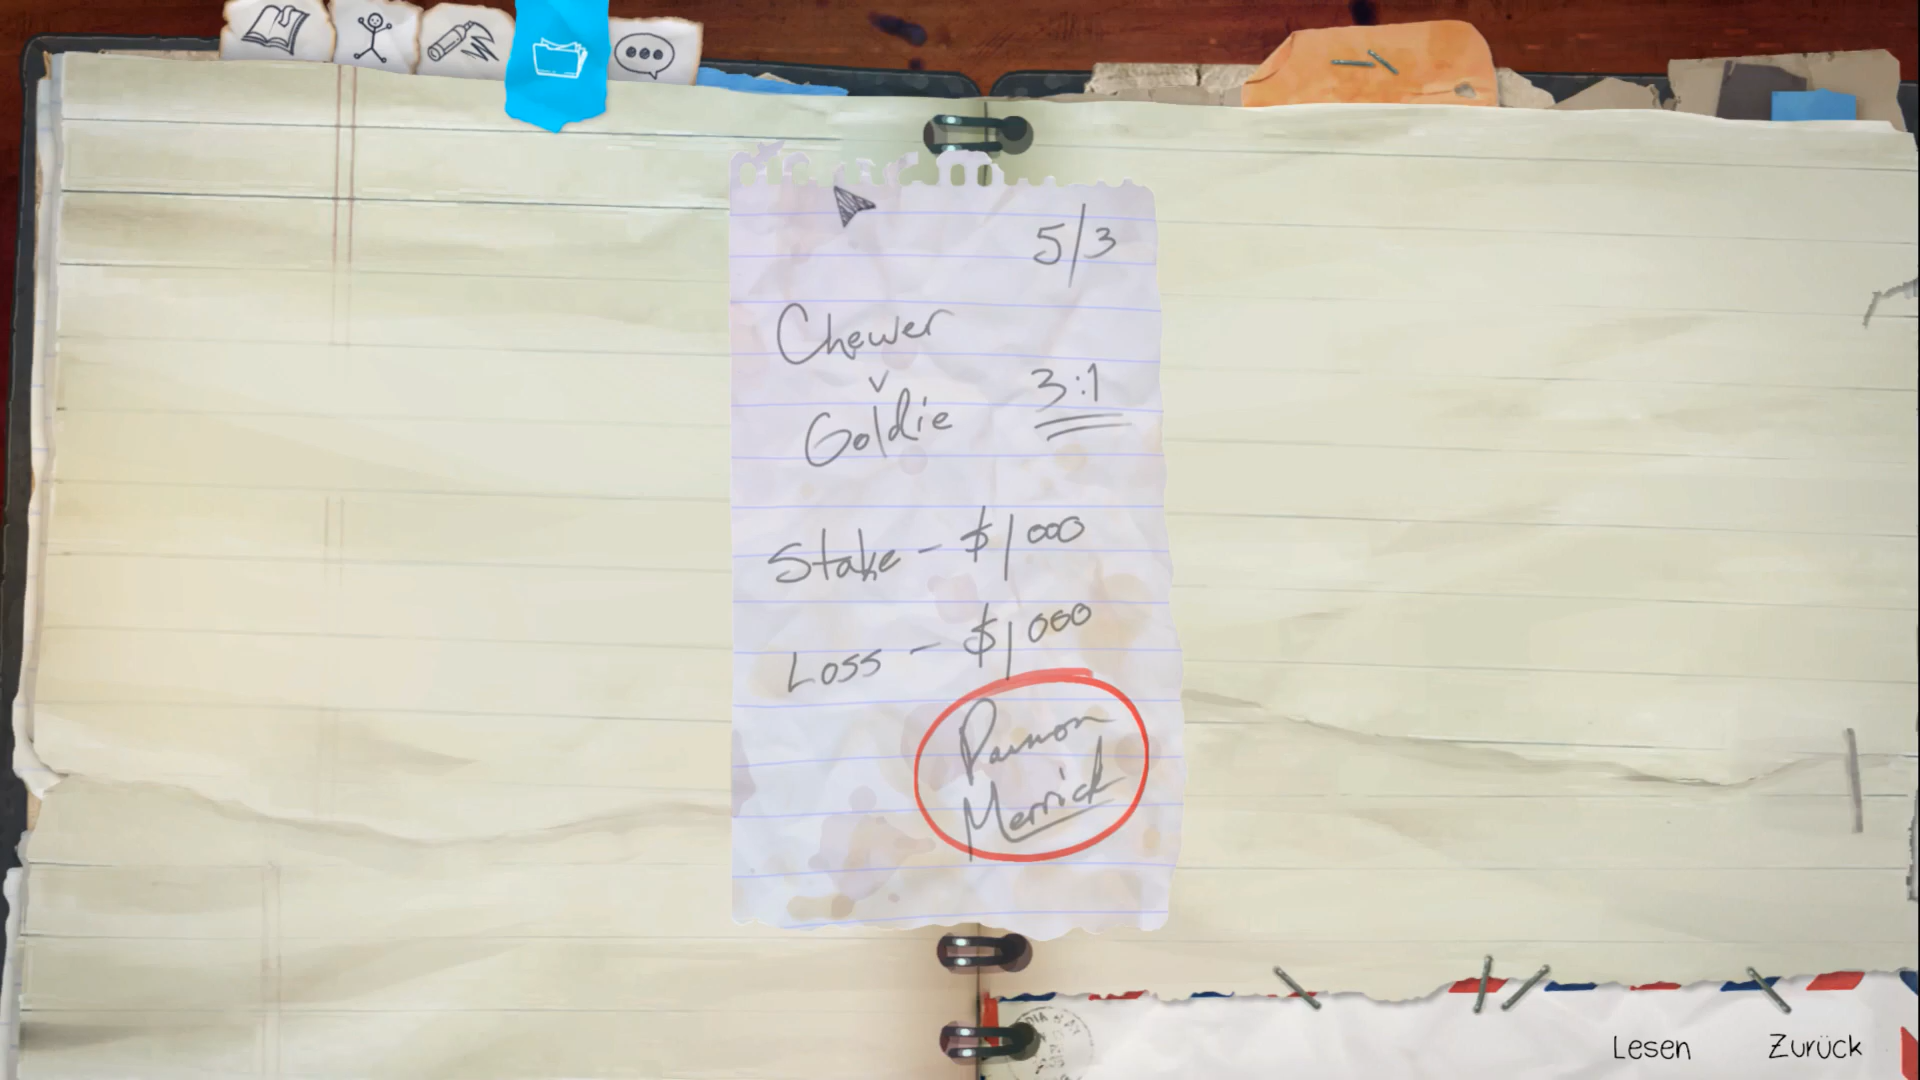 5/3
Chewer
v
Goldie 3:1
Stake - $1000
Loss - $1000
Damon
Merrick
Lesen Zurück